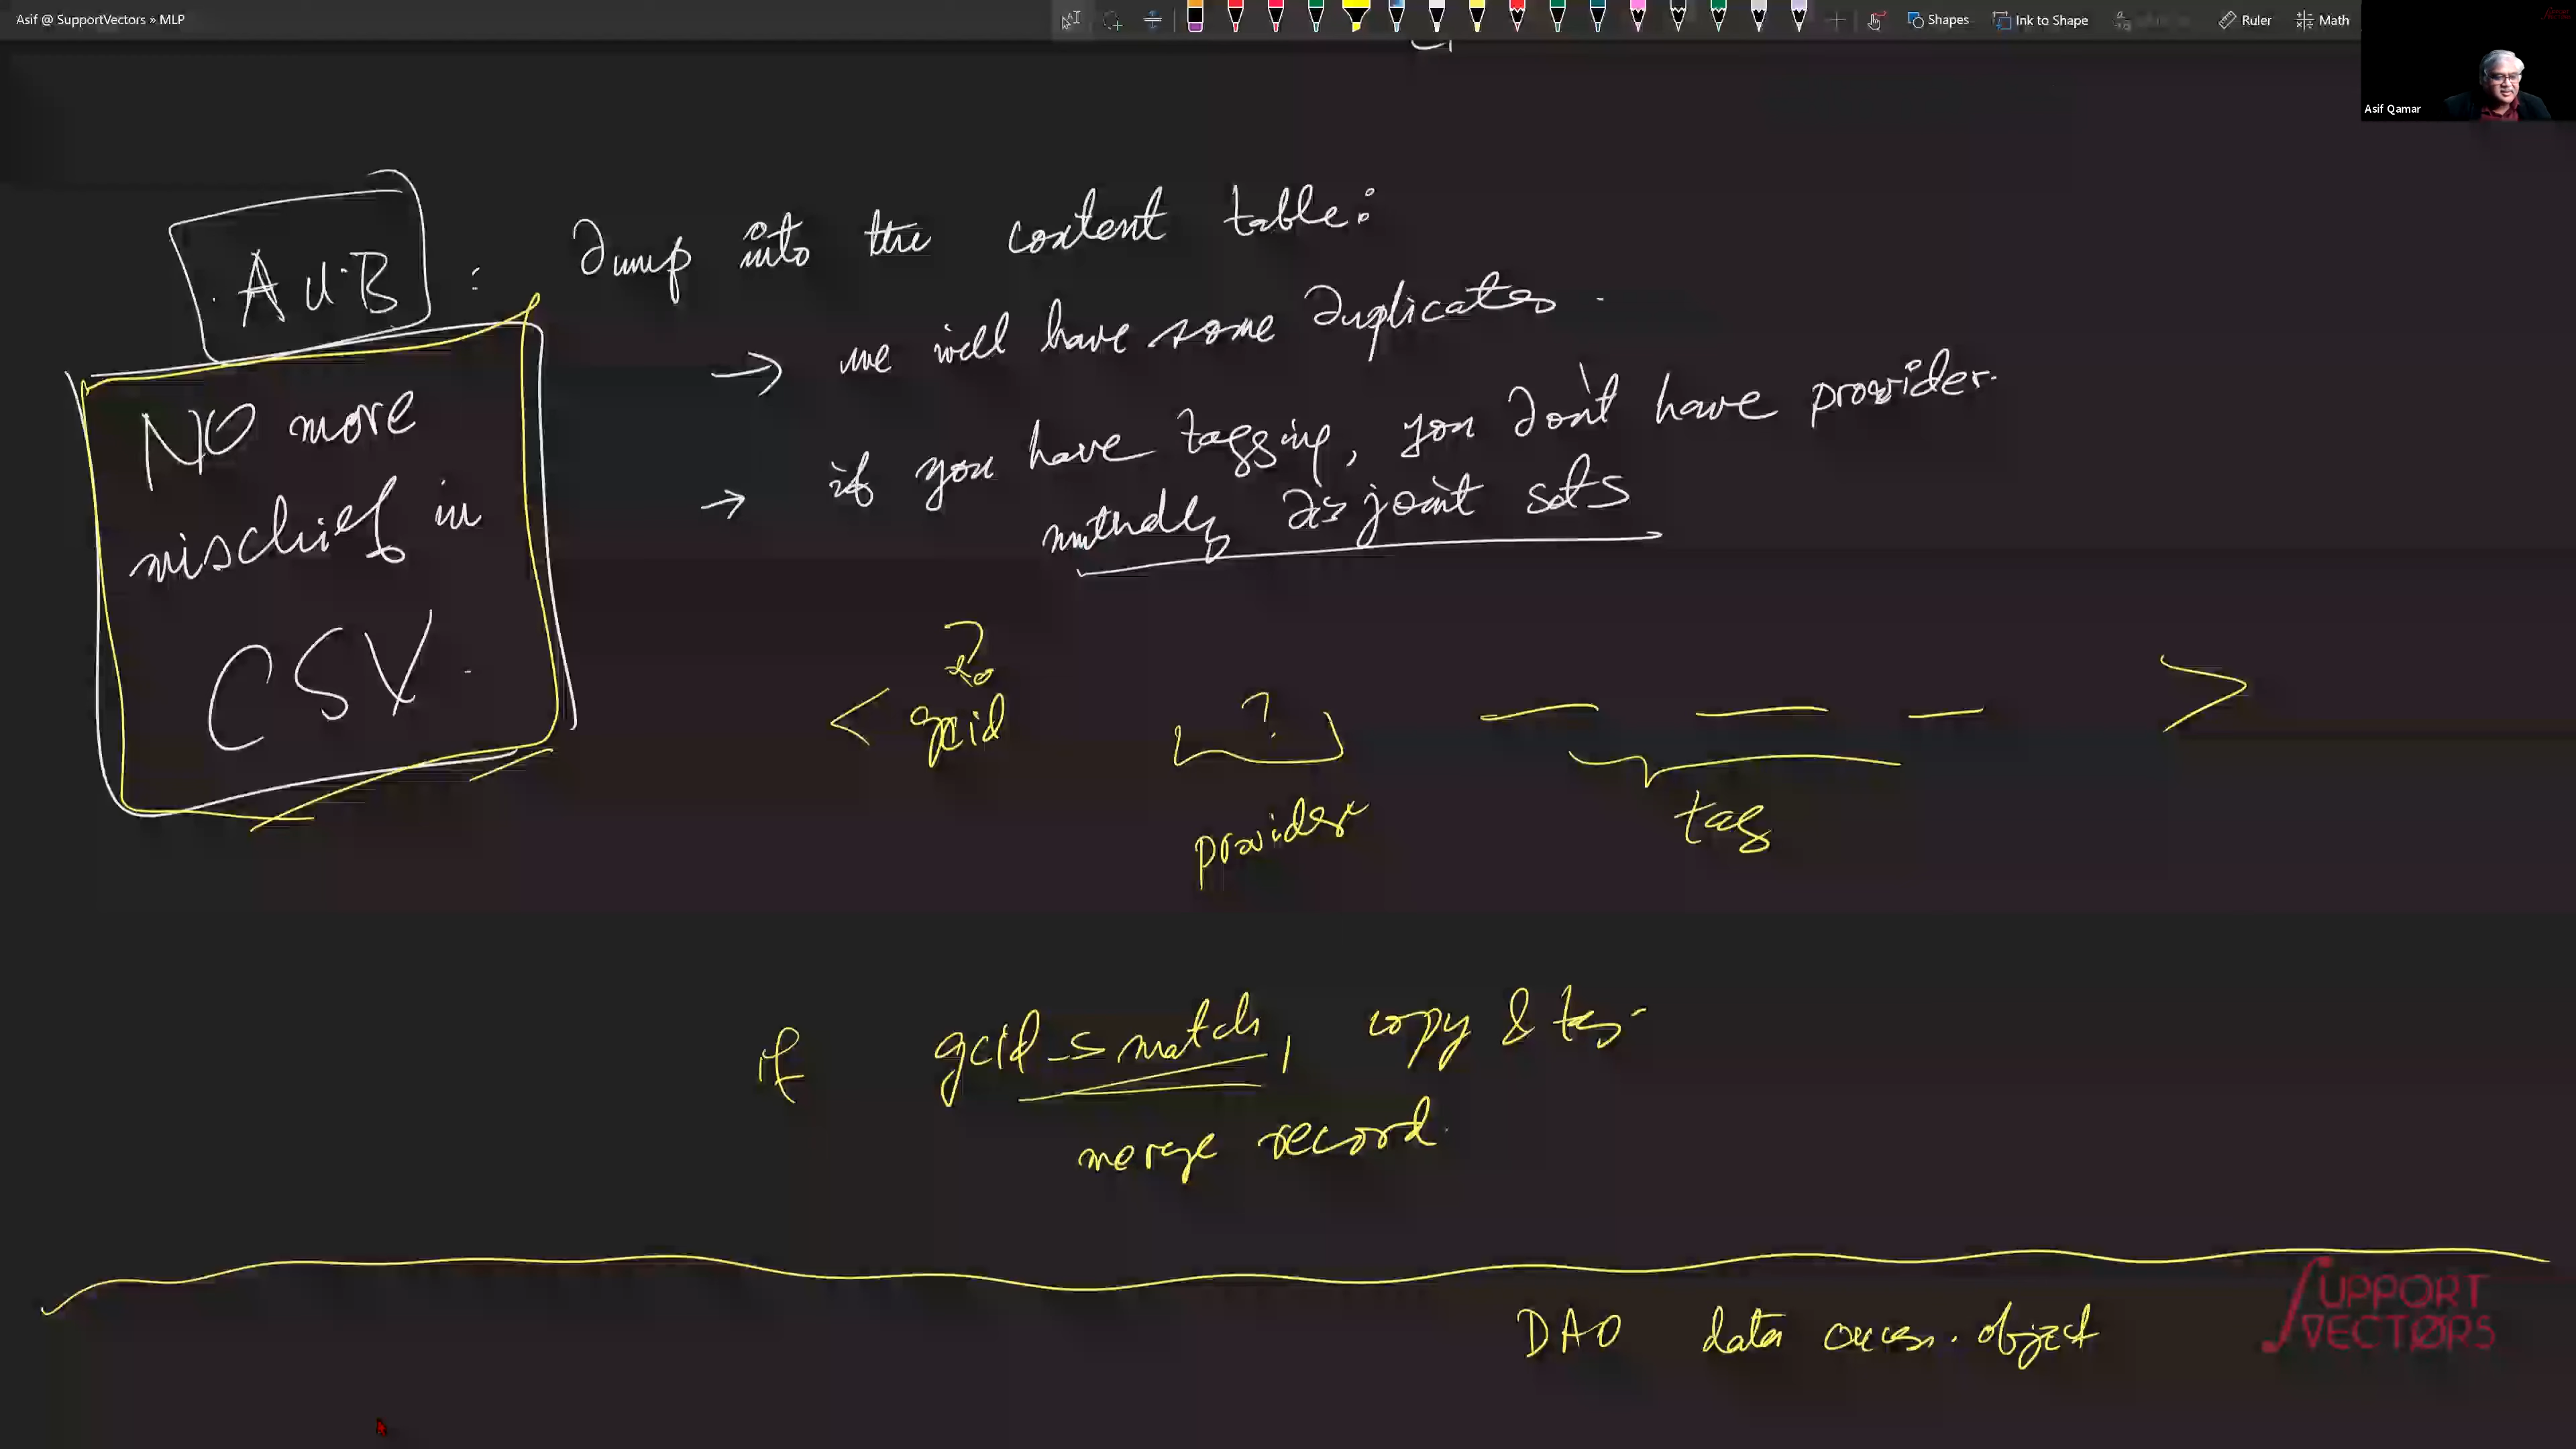 Asif @ SupportVectors » MLP
Shapes
Ink to Shape
Ruler
Math
Asif Qamar
A ∪ B : Dump into the content table:
→ we will have some duplicates.
→ if you have tagging, you don't have provider.
mutually disjoint sets
NO more
mischief in
CSV.
< gcid ? >
provider
tag
if gcid-s match, copy & tag
merge record.
DAO data access object
SUPPORT
VECTORS